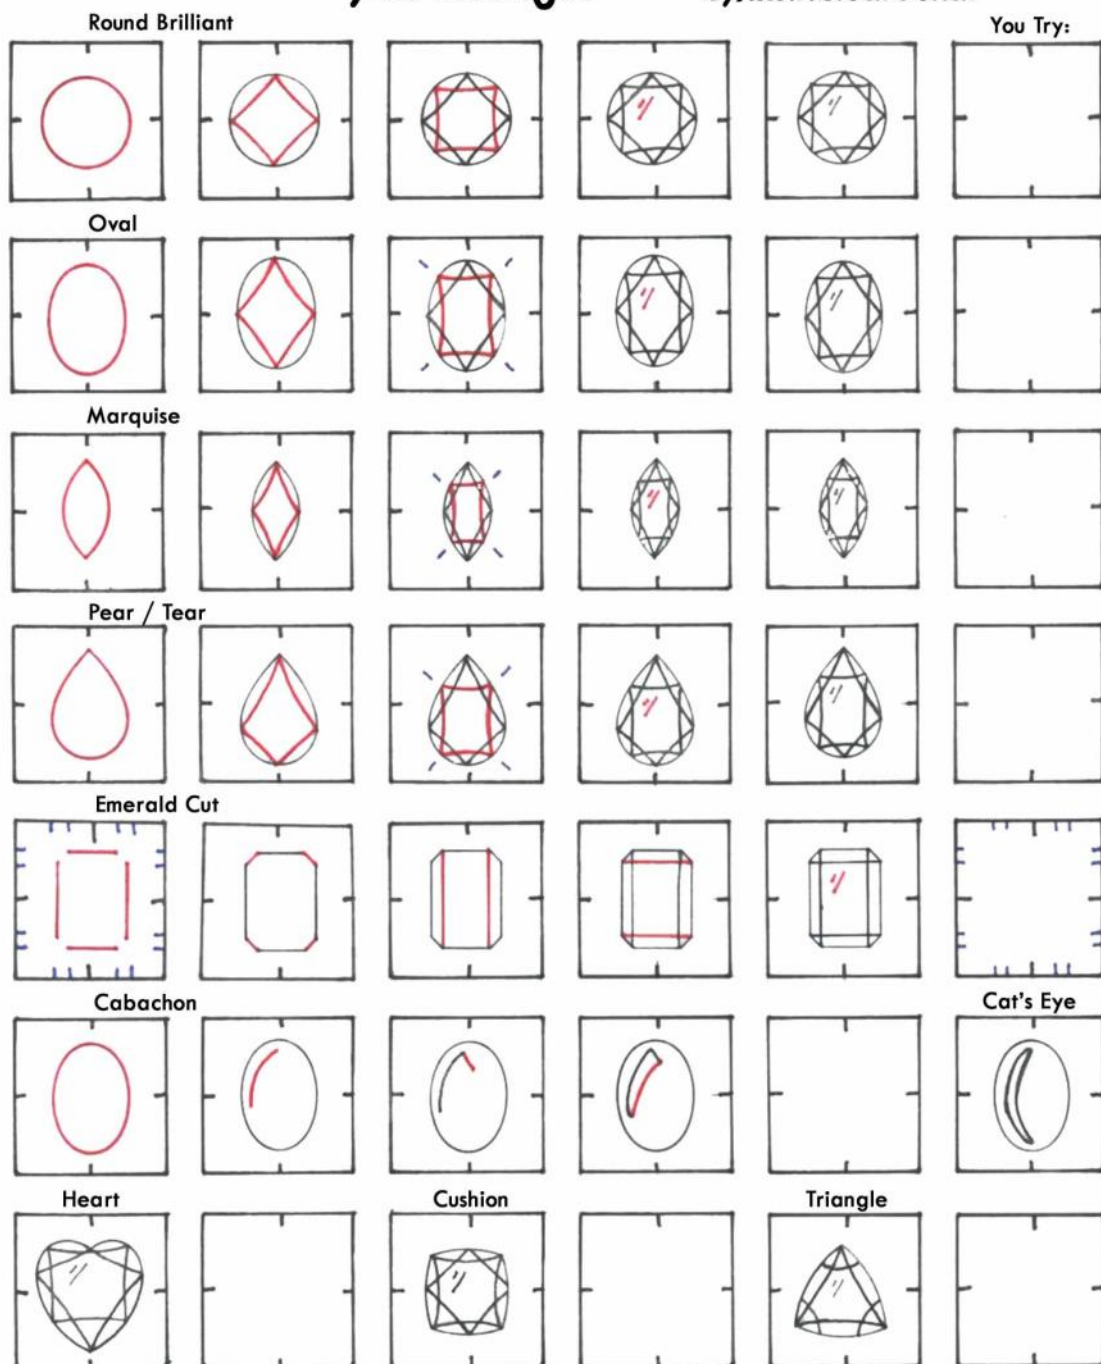 Round Brilliant
You Try:
Oval
Marquise
Pear / Tear
Emerald Cut
Cabachon
Cat's Eye
Heart
Cushion
Triangle